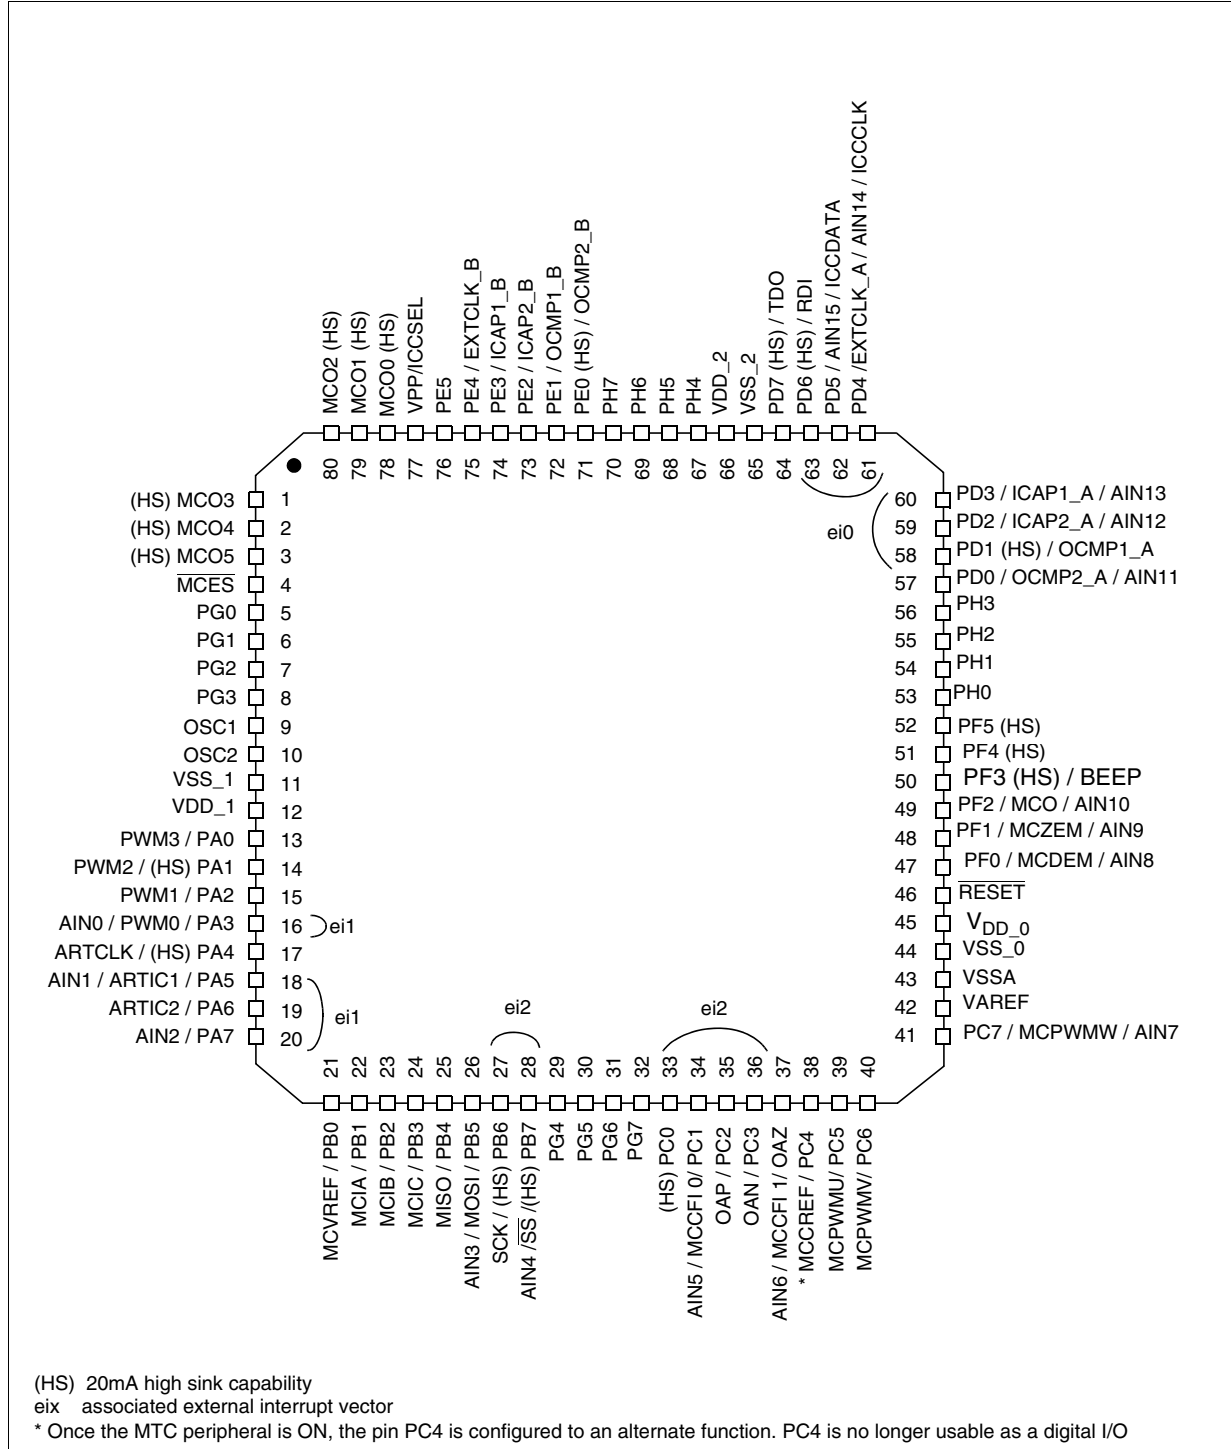 MCO2 (HS)
MCO1 (HS)
MCO0 (HS)
VPP/ICCSEL
PE5
PE4 / EXTCLK_B
PE3 / ICAP1_B
PE2 / ICAP2_B
PE1 / OCMP1_B
PE0 (HS) / OCMP2_B
PH7
PH6
PH5
PH4
VDD_2
VSS_2
PD7 (HS) / TDO
PD6 (HS) / RDI
PD5 / AIN15 / ICCDATA
PD4 /EXTCLK_A / AIN14 / ICCCLK
80
79
78
77
76
75
74
73
72
71
70
69
68
67
66
65
64
63
62
61
(HS) MCO3 1
(HS) MCO4 2
(HS) MCO5 3
MCES 4
PG0 5
PG1 6
PG2 7
PG3 8
OSC1 9
OSC2 10
VSS_1 11
VDD_1 12
PWM3 / PA0 13
PWM2 / (HS) PA1 14
PWM1 / PA2 15
AIN0 / PWM0 / PA3 16 ei1
ARTCLK / (HS) PA4 17
AIN1 / ARTIC1 / PA5 18
ARTIC2 / PA6 19 ei1
AIN2 / PA7 20
60 PD3 / ICAP1_A / AIN13
59 PD2 / ICAP2_A / AIN12
ei0
58 PD1 (HS) / OCMP1_A
57 PD0 / OCMP2_A / AIN11
56 PH3
55 PH2
54 PH1
53 PH0
52 PF5 (HS)
51 PF4 (HS)
50 PF3 (HS) / BEEP
49 PF2 / MCO / AIN10
48 PF1 / MCZEM / AIN9
47 PF0 / MCDEM / AIN8
46 RESET
45 VDD_0
44 VSS_0
43 VSSA
42 VAREF
41 PC7 / MCPWMW / AIN7
ei2
ei2
21
22
23
24
25
26
27
28
29
30
31
32
33
34
35
36
37
38
39
40
MCVREF / PB0
MCIA / PB1
MCIB / PB2
MCIC / PB3
MISO / PB4
AIN3 / MOSI / PB5
SCK / (HS) PB6
AIN4 /SS /(HS) PB7
PG4
PG5
PG6
PG7
(HS) PC0
AIN5 / MCCFI 0/ PC1
OAP / PC2
OAN / PC3
AIN6 / MCCFI 1/ OAZ
* MCCREF / PC4
MCPWMU/ PC5
MCPWMV/ PC6
(HS) 20mA high sink capability
eix associated external interrupt vector
* Once the MTC peripheral is ON, the pin PC4 is configured to an alternate function. PC4 is no longer usable as a digital I/O